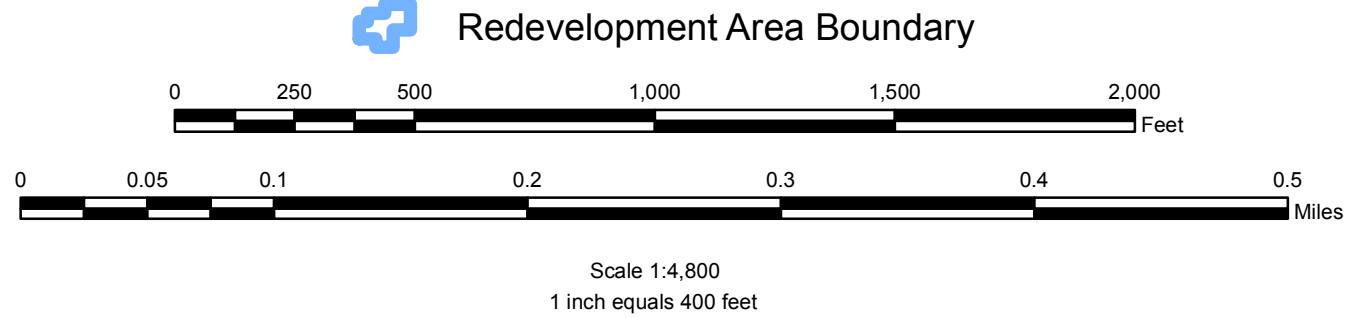 Redevelopment Area Boundary
0 250 500 1,000 1,500 2,000
Feet
0 0.05 0.1 0.2 0.3 0.4 0.5
Miles
Scale 1:4,800
1 inch equals 400 feet